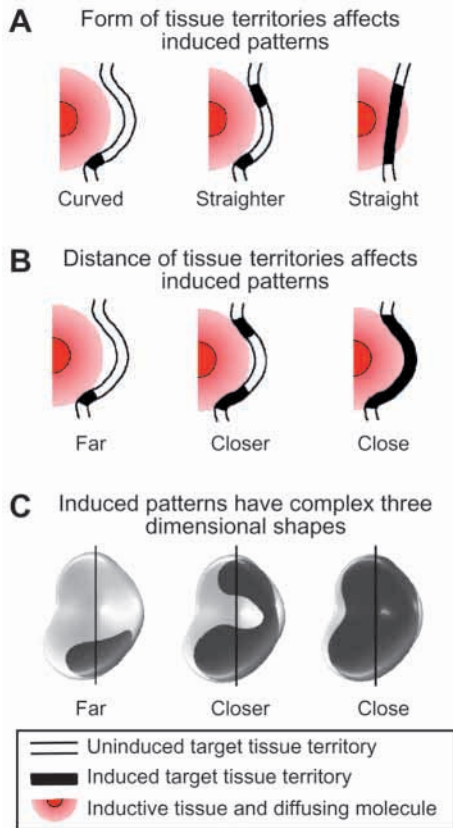 A Form of tissue territories affects
induced patterns
Curved Straighter Straight
B Distance of tissue territories affects
induced patterns
Far Closer Close
C Induced patterns have complex three
dimensional shapes
Far Closer Close
Uninduced target tissue territory
Induced target tissue territory
Inductive tissue and diffusing molecule